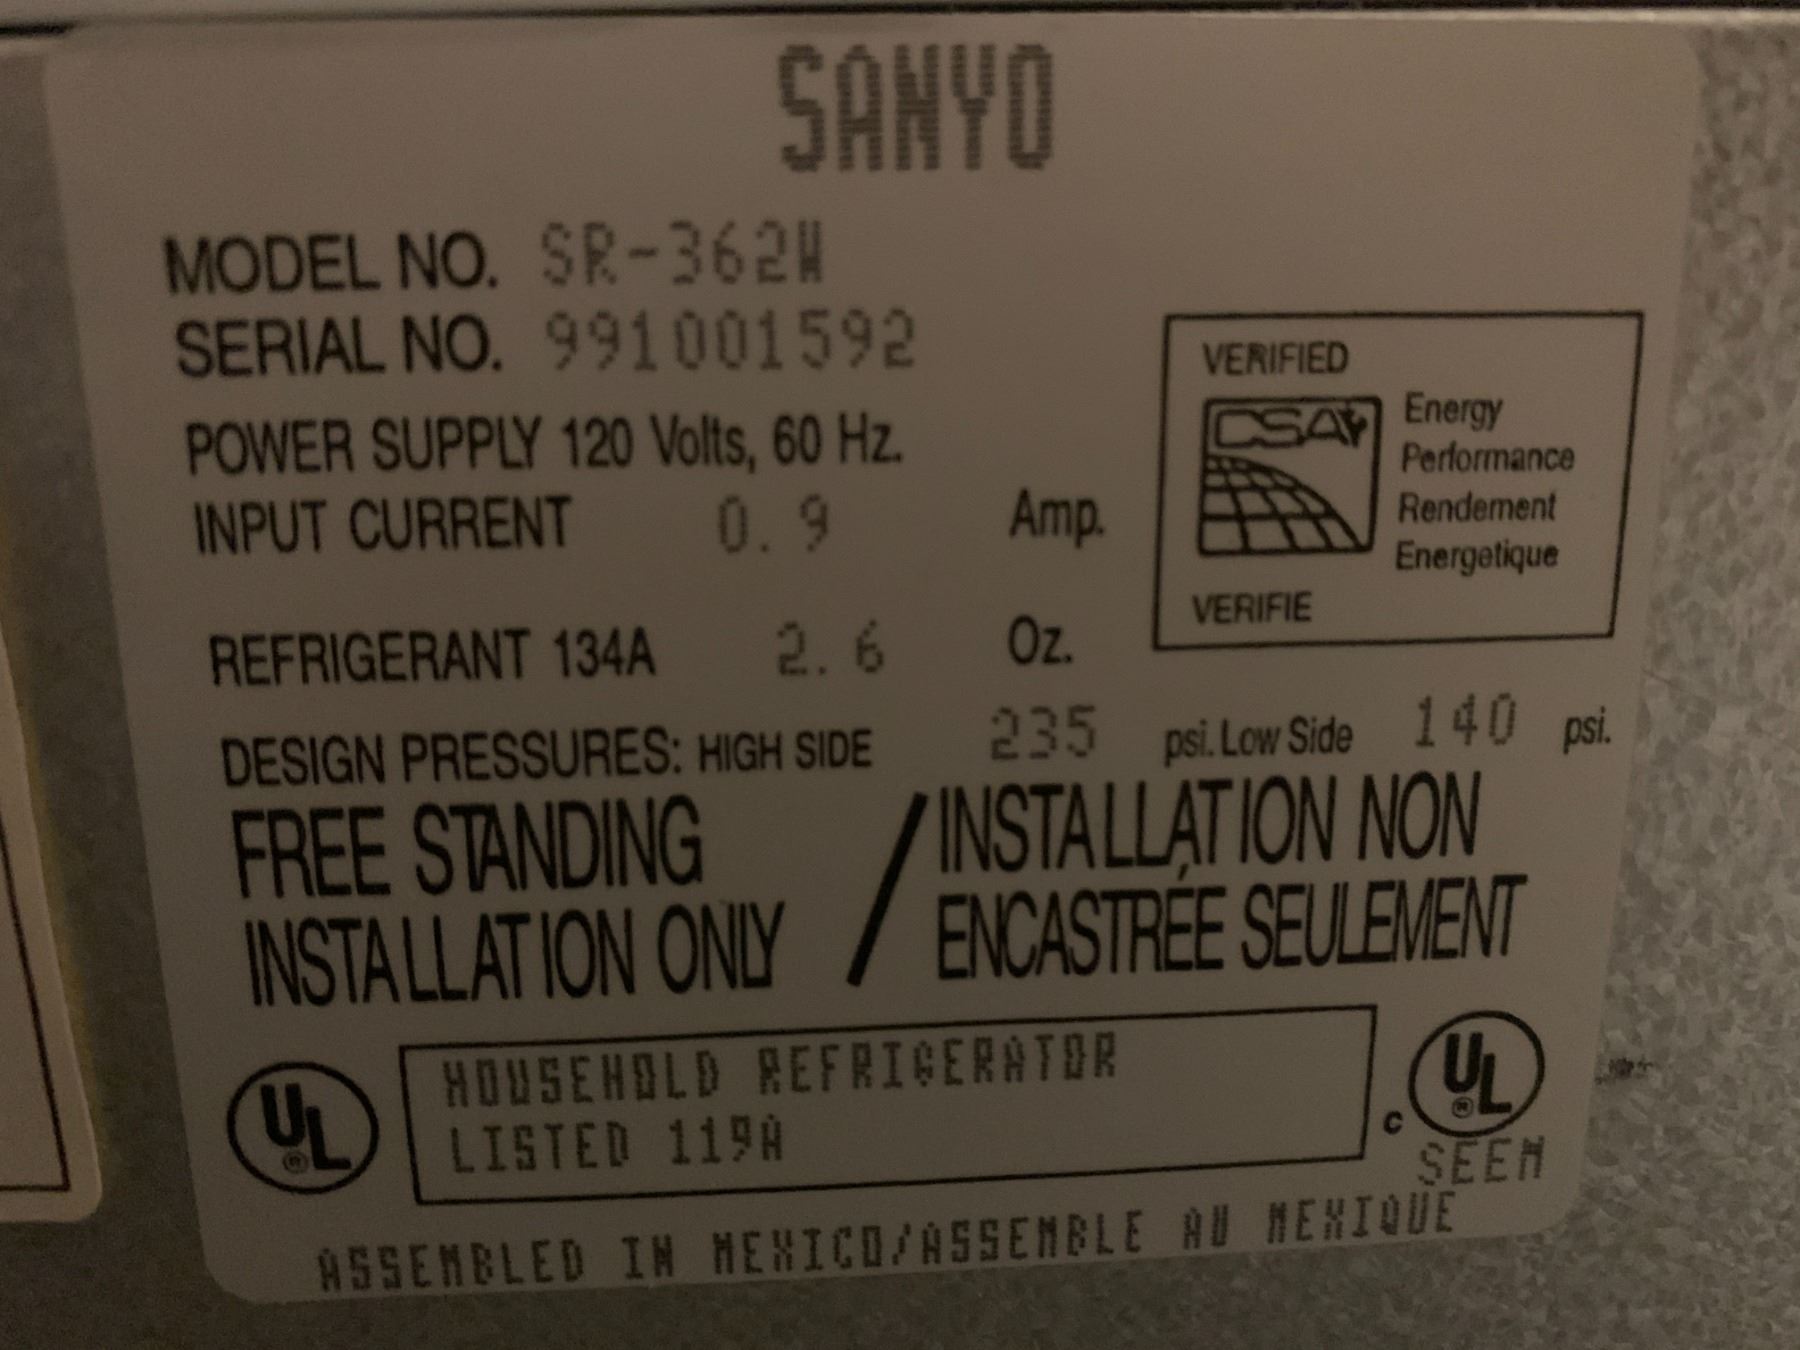 SANYO
MODEL NO. SR-362W
SERIAL NO. 991001592
POWER SUPPLY 120 Volts, 60 Hz.
INPUT CURRENT 0.9 Amp.
VERIFIED
CSA
Energy
Performance
Rendement
Energetique
VERIFIE
REFRIGERANT 134A 2.6 Oz.
DESIGN PRESSURES: HIGH SIDE 235 psi. Low Side 140 psi.
FREE STANDING
INSTALLATION ONLY
/
INSTALLATION NON
ENCASTRÉE SEULEMENT
UL®
HOUSEHOLD REFRIGERATOR
LISTED 119A
C UL®
SEEM
ASSEMBLED IN MEXICO/ASSEMBLE AU MEXIQUE